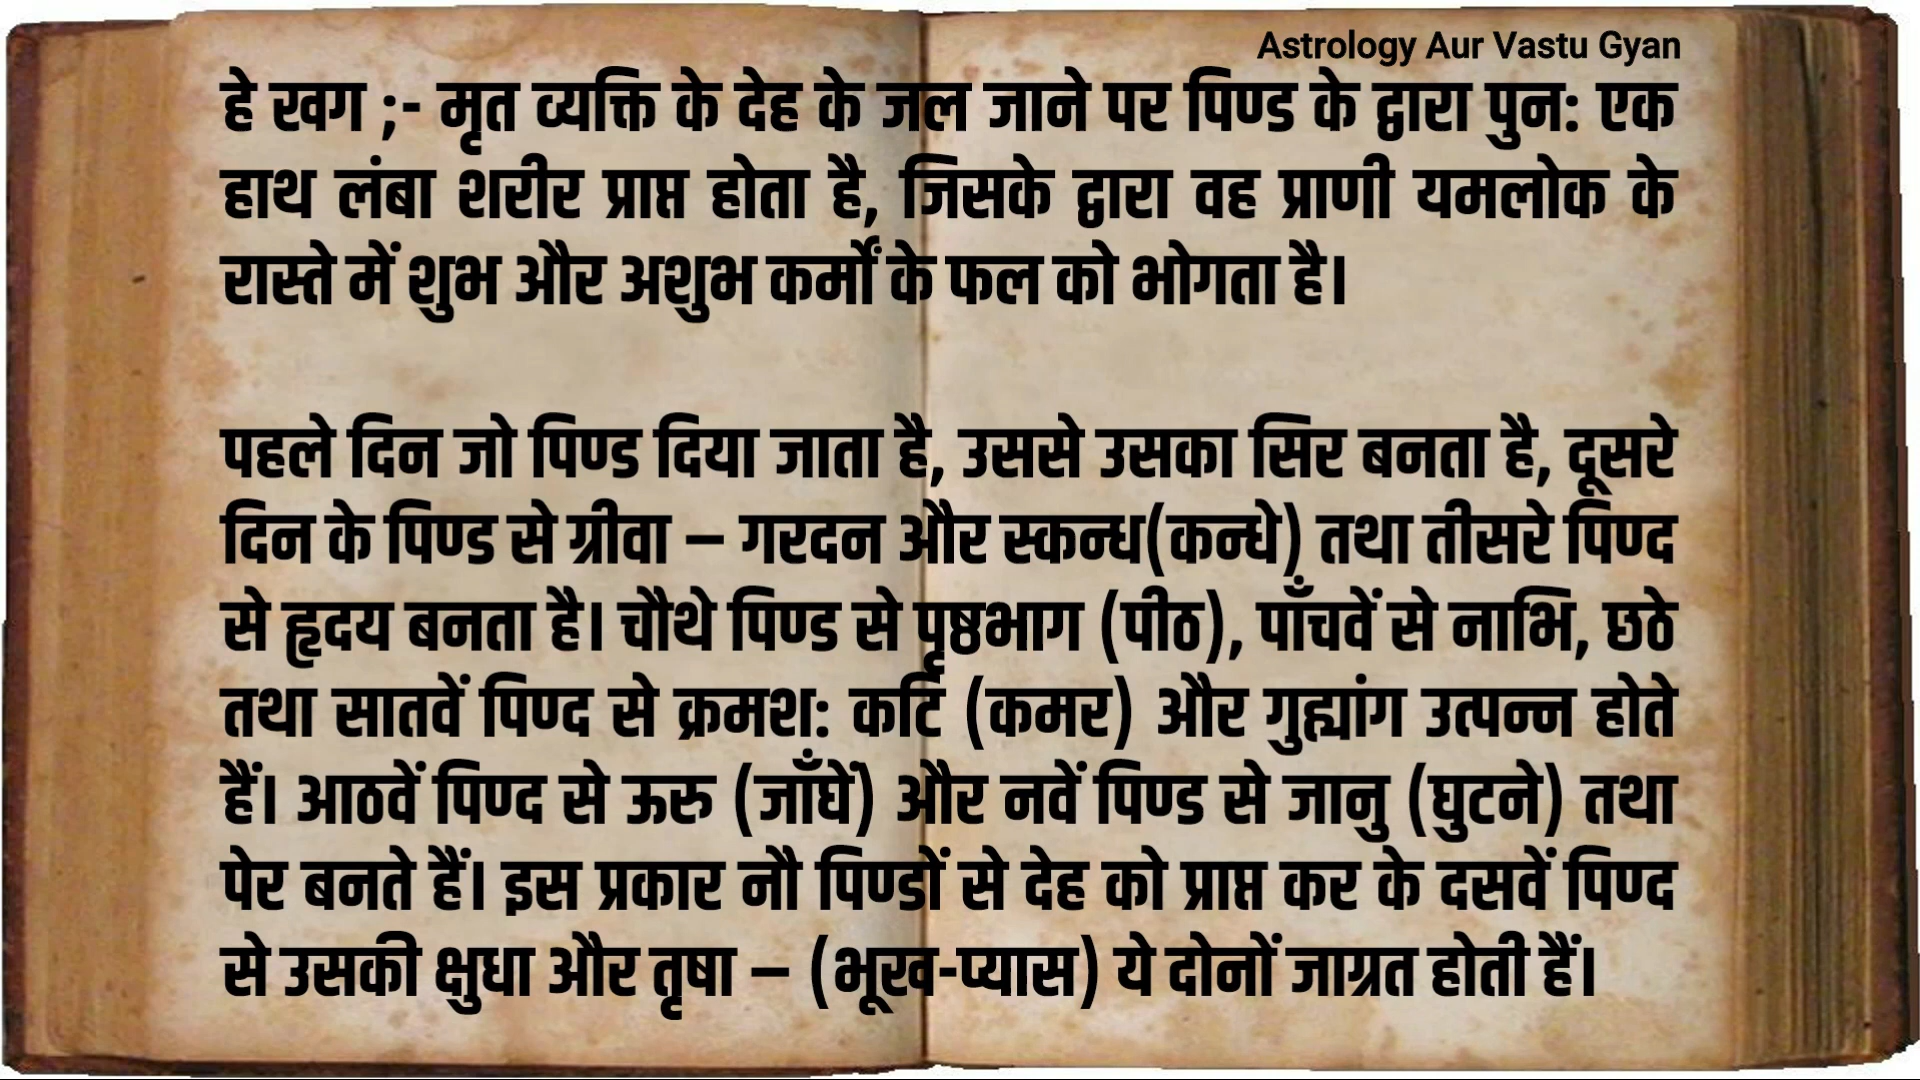 Astrology Aur Vastu Gyan
हे खग ;- मृत व्यक्ति के देह के जल जाने पर पिण्ड के द्वारा पुन: एक
हाथ लंबा शरीर प्राप्त होता है, जिसके द्वारा वह प्राणी यमलोक के
रास्ते में शुभ और अशुभ कर्मों के फल को भोगता है।
पहले दिन जो पिण्ड दिया जाता है, उससे उसका सिर बनता है, दूसरे
दिन के पिण्ड से ग्रीवा – गरदन और स्कन्ध(कन्धे) तथा तीसरे पिण्द
से हृदय बनता है। चौथे पिण्ड से पृष्ठभाग (पीठ), पाँचवें से नाभि, छठे
तथा सातवें पिण्द से क्रमश: कटि (कमर) और गुह्यांग उत्पन्न होते
हैं। आठवें पिण्द से ऊरु (जाँघें) और नवें पिण्ड से जानु (घुटने) तथा
पेर बनते हैं। इस प्रकार नौ पिण्डों से देह को प्राप्त कर के दसवें पिण्द
से उसकी क्षुधा और तृषा – (भूख-प्यास) ये दोनों जाग्रत होती हैं।